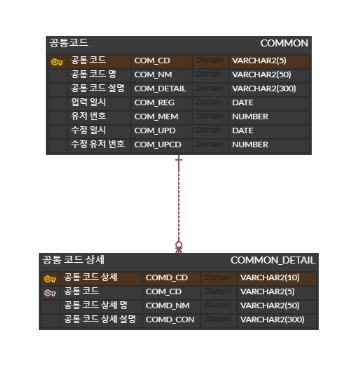 공통코드 COMMON
공통 코드 COM_CD Domain VARCHAR2(5)
공통 코드 명 COM_NM Domain VARCHAR2(50)
공통 코드 설명 COM_DETAIL Domain VARCHAR2(300)
입력 일시 COM_REG Domain DATE
유저 번호 COM_MEM Domain NUMBER
수정 일시 COM_UPD Domain DATE
수정 유저 번호 COM_UPCD Domain NUMBER
공통 코드 상세 COMMON_DETAIL
공통 코드 상세 COMD_CD Domain VARCHAR2(10)
공통 코드 COM_CD Domain VARCHAR2(5)
공통 코드 상세 명 COMD_NM Domain VARCHAR2(50)
공통 코드 상세 설명 COMD_CON Domain VARCHAR2(300)